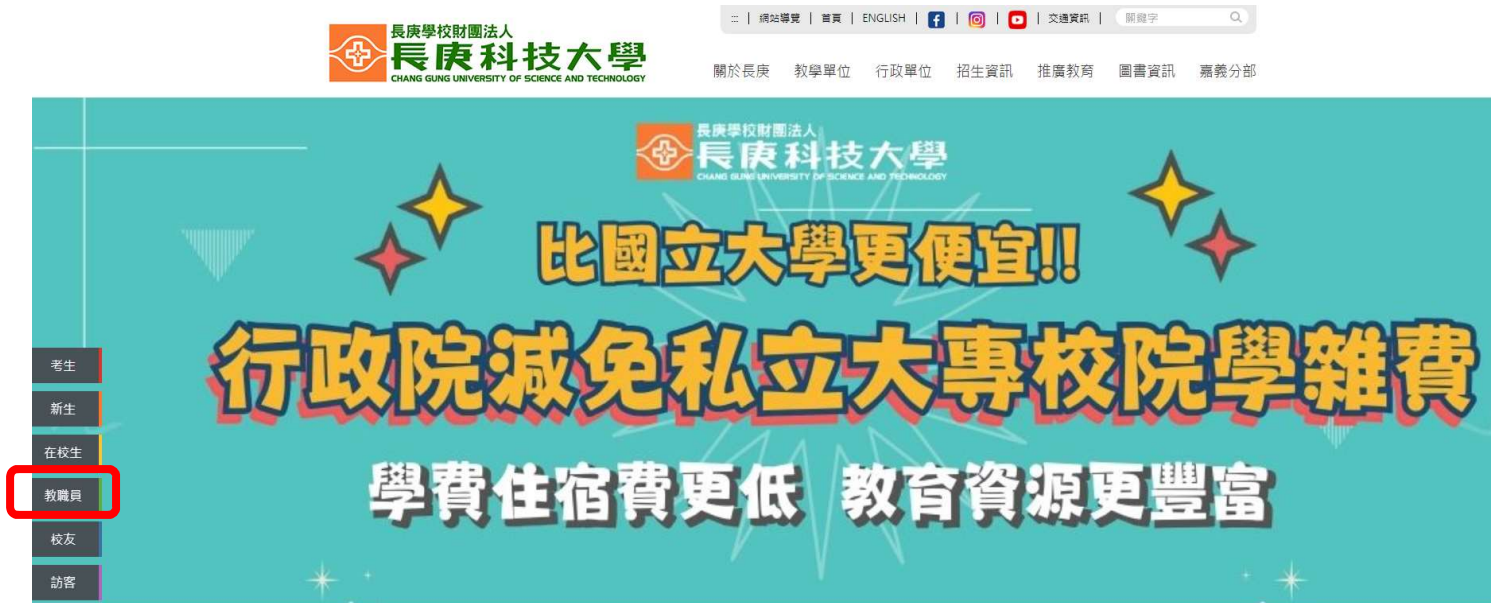 ::: | 網站導覽 | 首頁 | ENGLISH | | | | 交通資訊 | 關鍵字
長庚學校財團法人
長庚科技大學
CHANG GUNG UNIVERSITY OF SCIENCE AND TECHNOLOGY
關於長庚 教學單位 行政單位 招生資訊 推廣教育 圖書資訊 嘉義分部
長庚學校財團法人
長庚科技大學
CHANG GUNG UNIVERSITY OF SCIENCE AND TECHNOLOGY
比國立大學更便宜!!
行政院減免私立大專校院學雜費
學費住宿費更低 教育資源更豐富
考生
新生
在校生
教職員
校友
訪客